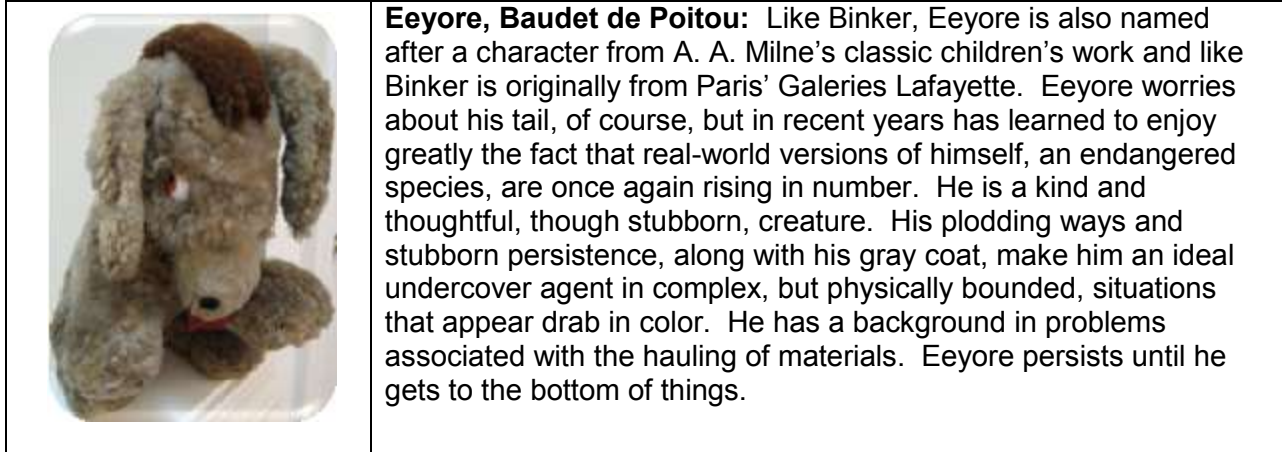 Eeyore, Baudet de Poitou:  Like Binker, Eeyore is also named
after a character from A. A. Milne’s classic children’s work and like
Binker is originally from Paris’ Galeries Lafayette.  Eeyore worries
about his tail, of course, but in recent years has learned to enjoy
greatly the fact that real-world versions of himself, an endangered
species, are once again rising in number.  He is a kind and
thoughtful, though stubborn, creature.  His plodding ways and
stubborn persistence, along with his gray coat, make him an ideal
undercover agent in complex, but physically bounded, situations
that appear drab in color.  He has a background in problems
associated with the hauling of materials.  Eeyore persists until he
gets to the bottom of things.